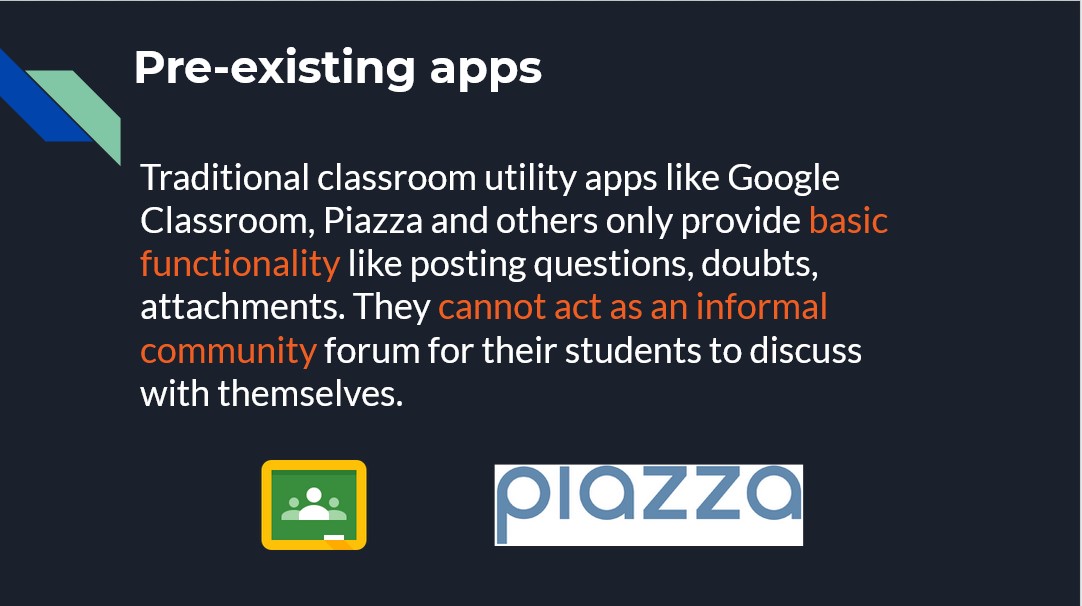 Pre-existing apps
Traditional classroom utility apps like Google
Classroom, Piazza and others only provide basic
functionality like posting questions, doubts,
attachments. They cannot act as an informal
community forum for their students to discuss
with themselves.
piazza